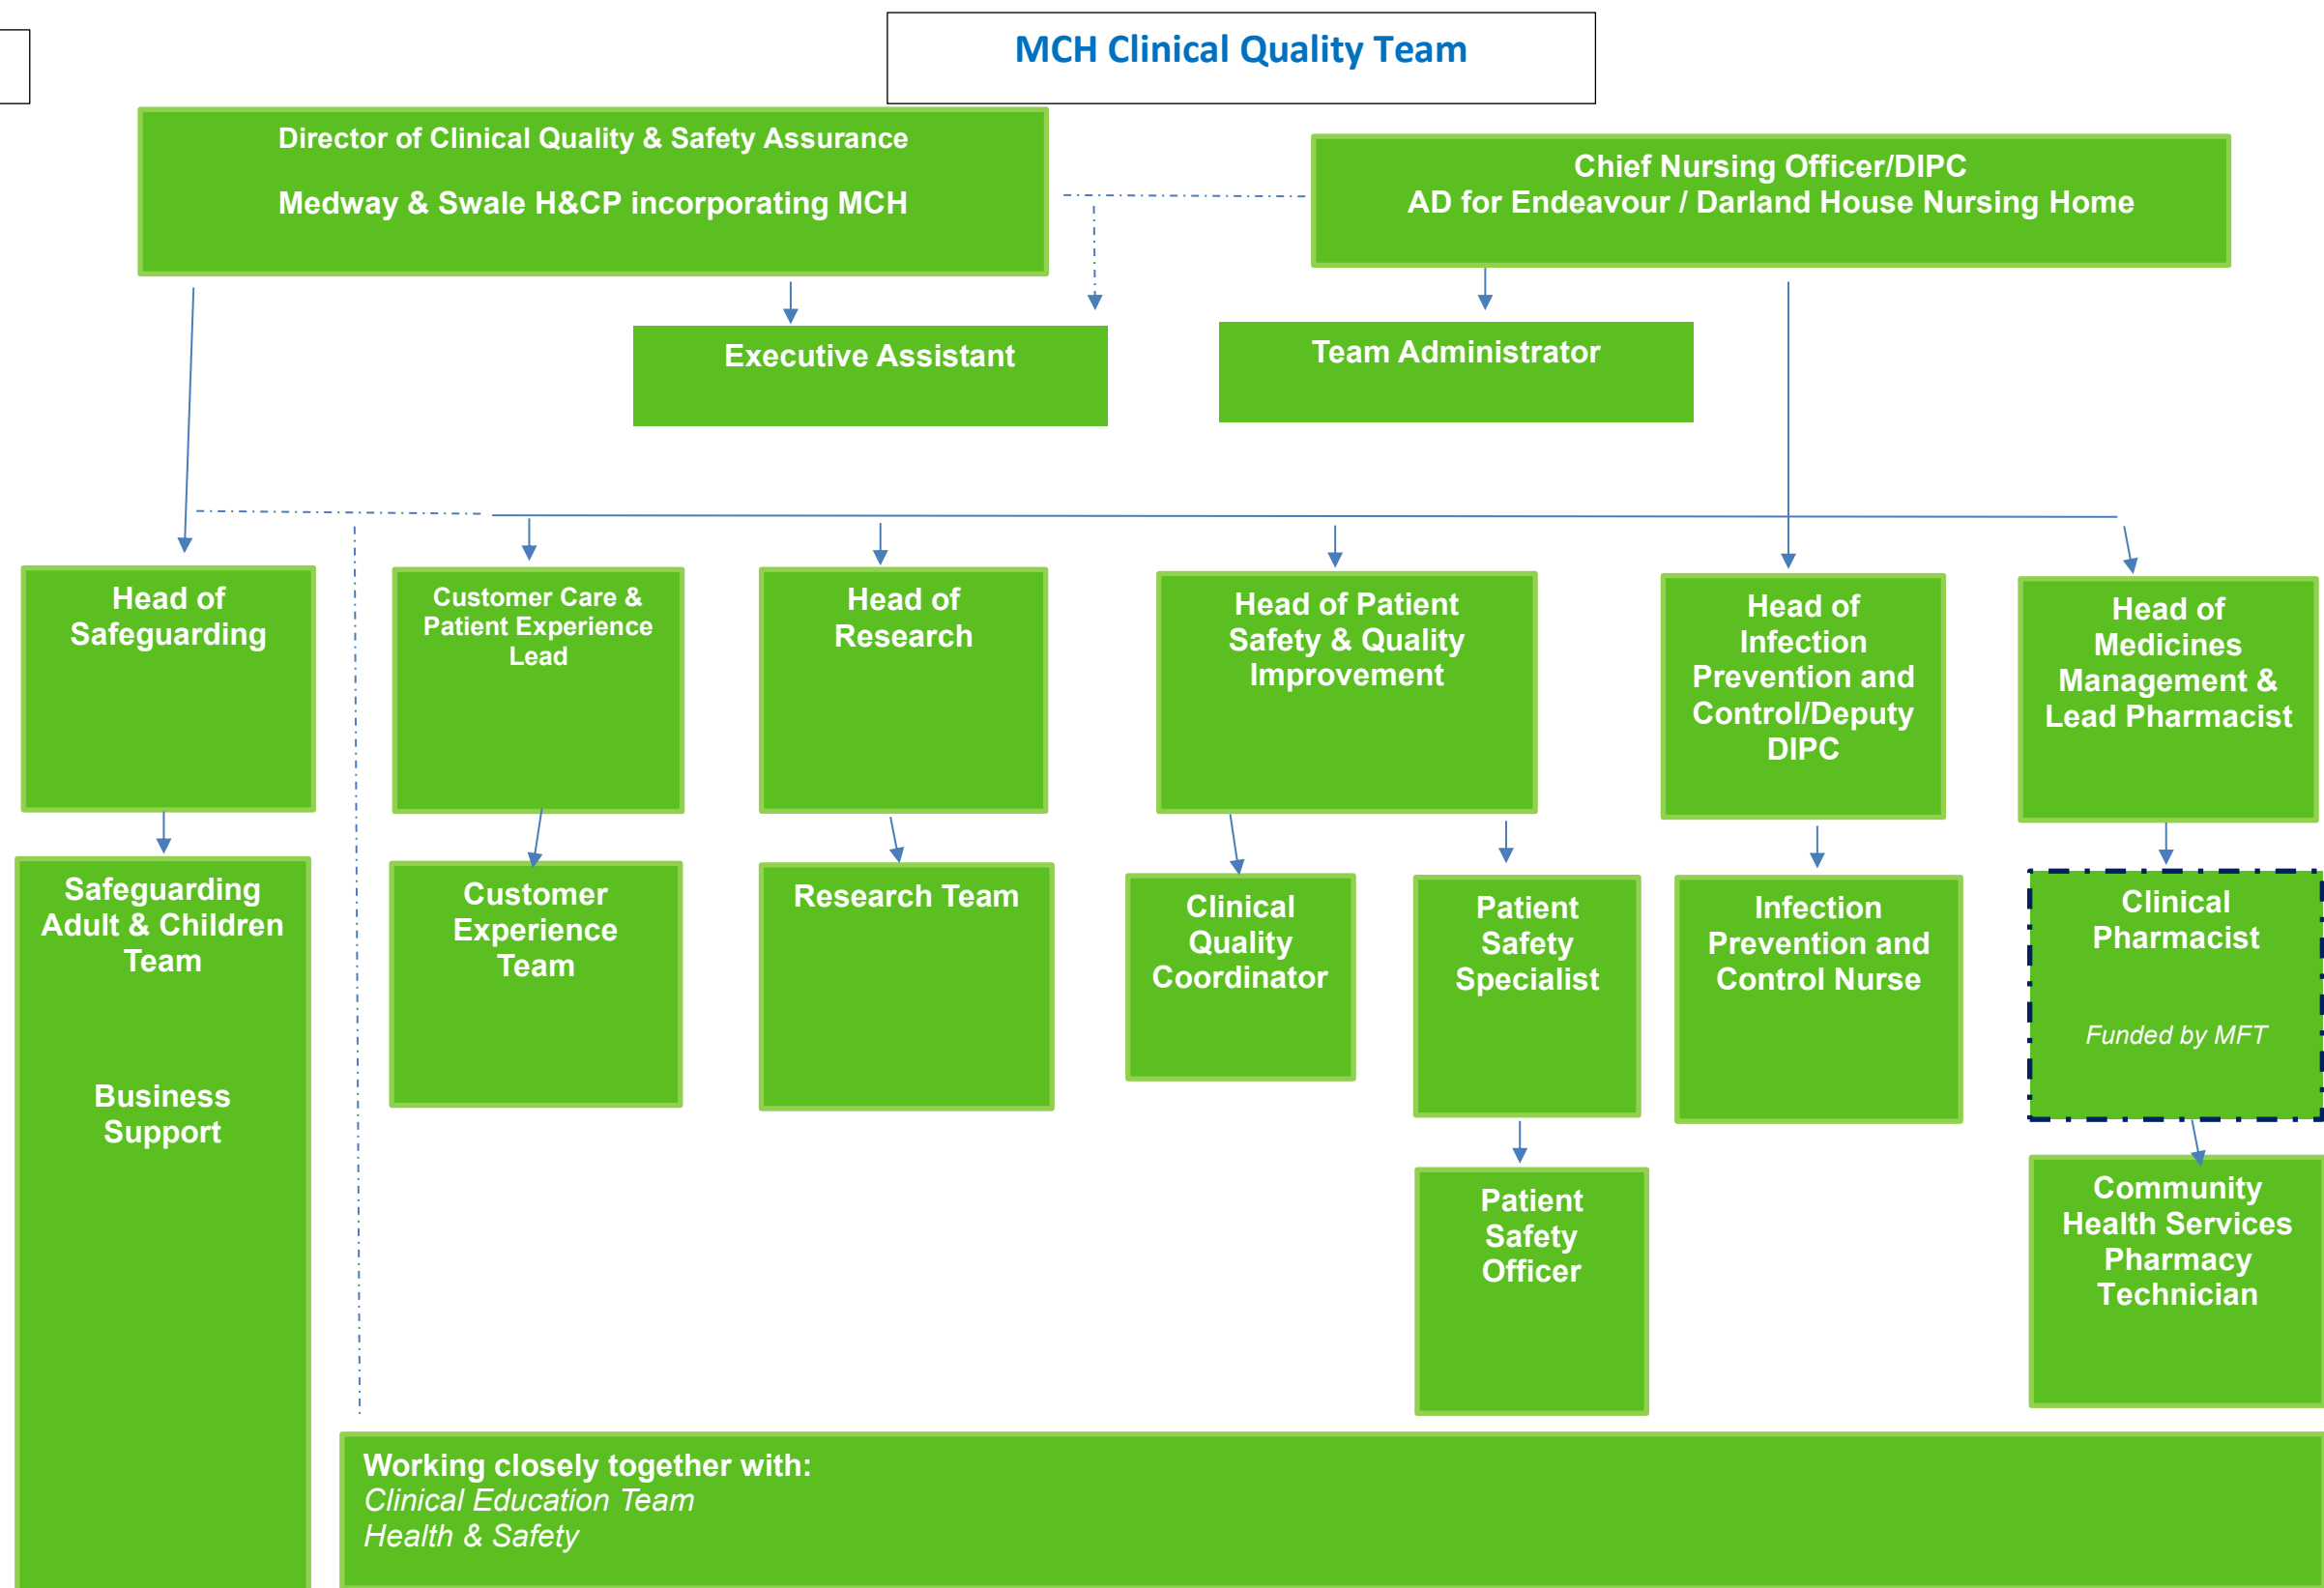 MCH Clinical Quality Team
Director of Clinical Quality & Safety Assurance
Medway & Swale H&CP incorporating MCH
Chief Nursing Officer/DIPC
AD for Endeavour / Darland House Nursing Home
Executive Assistant
Team Administrator
Head of
Safeguarding
Customer Care &
Patient Experience
Lead
Head of
Research
Head of Patient
Safety & Quality
Improvement
Head of
Infection
Prevention and
Control/Deputy
DIPC
Head of
Medicines
Management &
Lead Pharmacist
Safeguarding
Adult & Children
Team
Business
Support
Customer
Experience
Team
Research Team
Clinical
Quality
Coordinator
Patient
Safety
Specialist
Infection
Prevention and
Control Nurse
Clinical
Pharmacist
Funded by MFT
Patient
Safety
Officer
Community
Health Services
Pharmacy
Technician
Working closely together with:
Clinical Education Team
Health & Safety